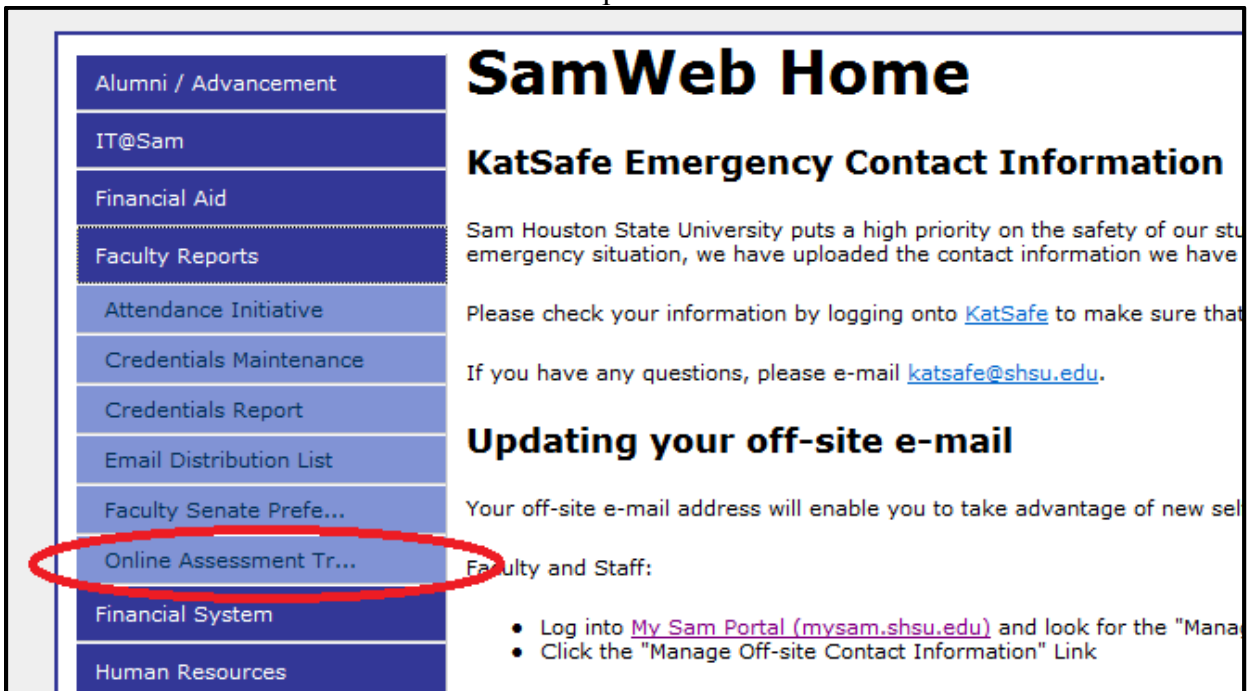 Alumni / Advancement
IT@Sam
Financial Aid
Faculty Reports
Attendance Initiative
Credentials Maintenance
Credentials Report
Email Distribution List
Faculty Senate Prefe...
Online Assessment Tr...
Financial System
Human Resources
SamWeb Home
KatSafe Emergency Contact Information
Sam Houston State University puts a high priority on the safety of our stu
emergency situation, we have uploaded the contact information we have
Please check your information by logging onto KatSafe to make sure that
If you have any questions, please e-mail katsafe@shsu.edu.
Updating your off-site e-mail
Your off-site e-mail address will enable you to take advantage of new sel
Faculty and Staff:
• Log into My Sam Portal (mysam.shsu.edu) and look for the "Manag
• Click the "Manage Off-site Contact Information" Link